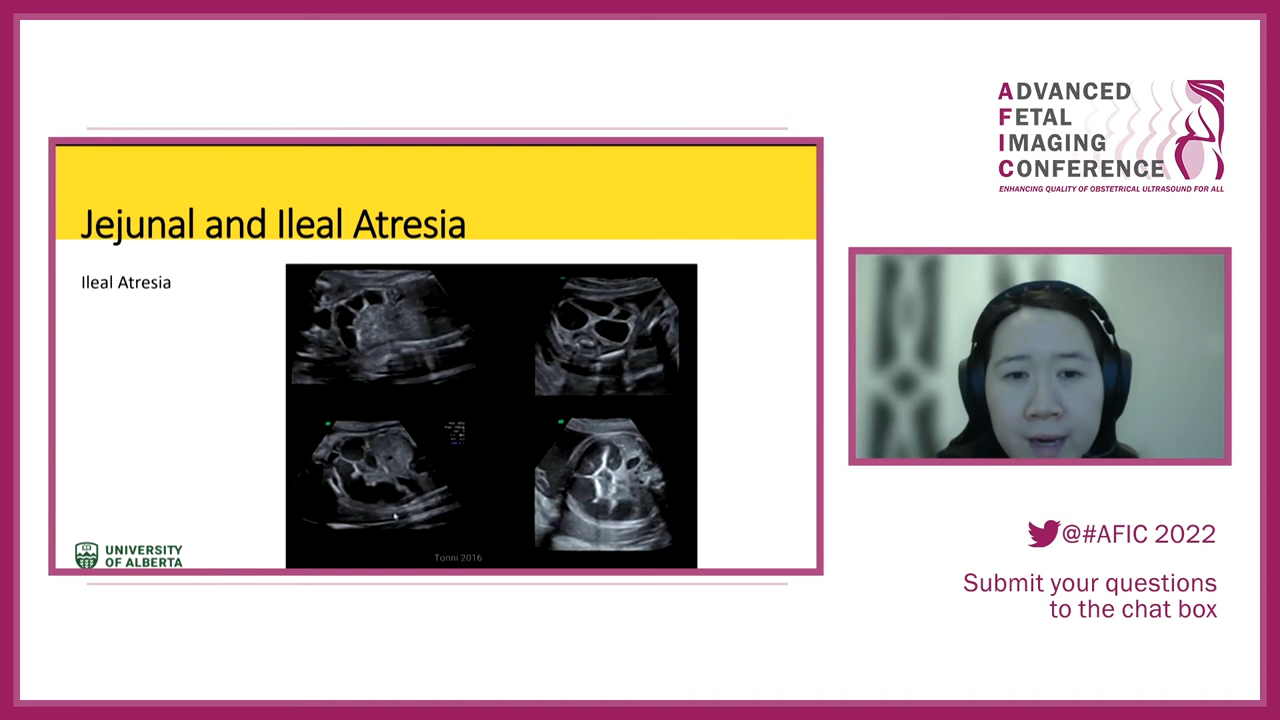 Jejunal and Ileal Atresia
Ileal Atresia
Tonni 2016
UNIVERSITY
OF ALBERTA
ADVANCED
FETAL
IMAGING
CONFERENCE
ENHANCING QUALITY OF OBSTETRICAL ULTRASOUND FOR ALL
@#AFIC 2022
Submit your questions
to the chat box